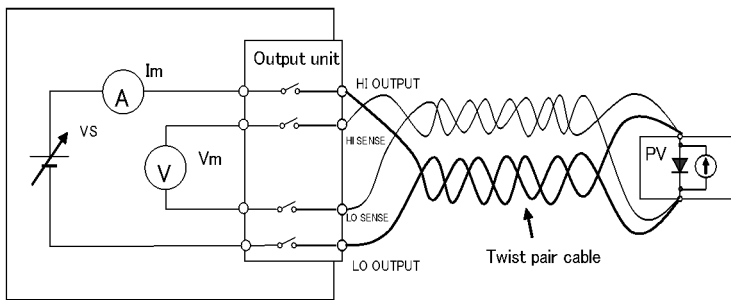 Output unit
Im
HI OUTPUT
A
VS
HI SENSE
V
Vm
PV
LO SENSE
Twist pair cable
LO OUTPUT